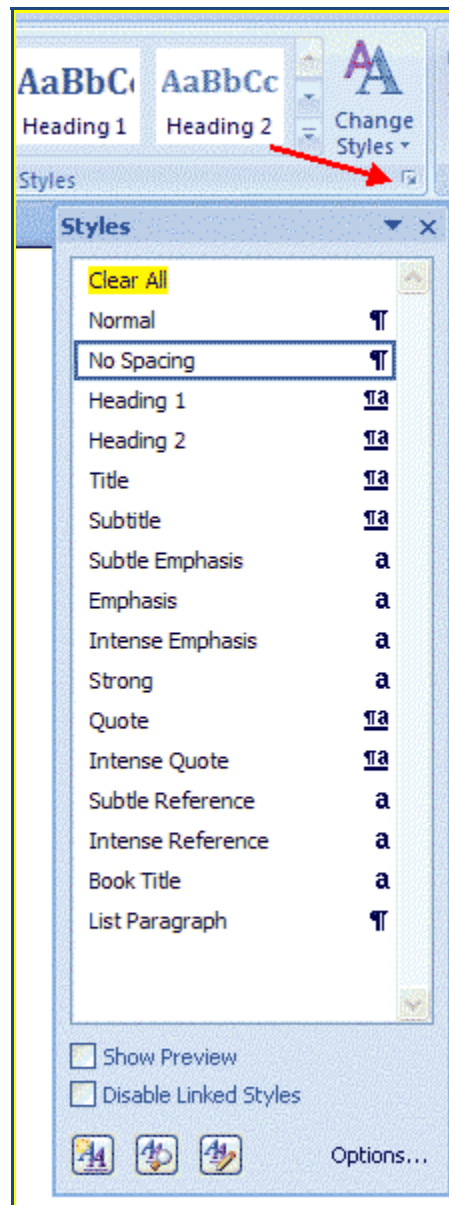 AaBbCc AaBbCc
Heading 1 Heading 2 Change
Styles
Styles
Styles
Clear All
Normal ¶
No Spacing ¶
Heading 1 ¶a
Heading 2 ¶a
Title ¶a
Subtitle ¶a
Subtle Emphasis a
Emphasis a
Intense Emphasis a
Strong a
Quote ¶a
Intense Quote ¶a
Subtle Reference a
Intense Reference a
Book Title a
List Paragraph ¶
Show Preview
Disable Linked Styles
Options...